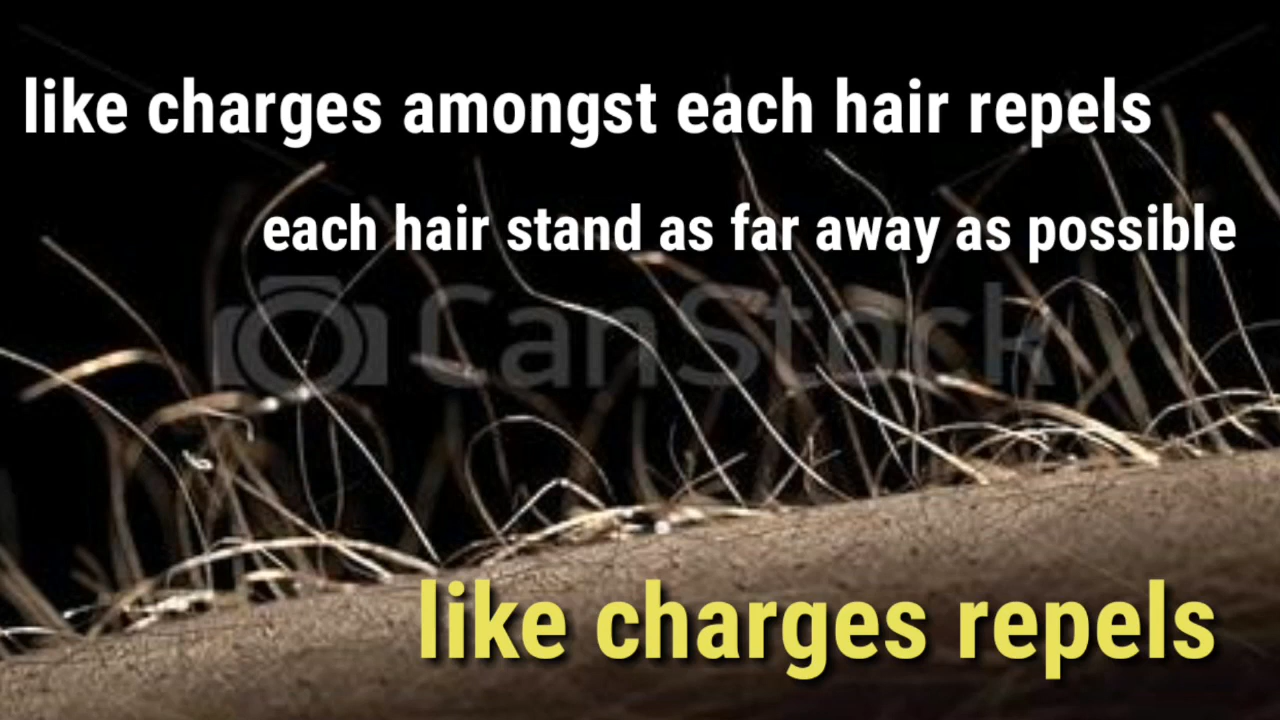 like charges amongst each hair repels
each hair stand as far away as possible
CanStock
like charges repels